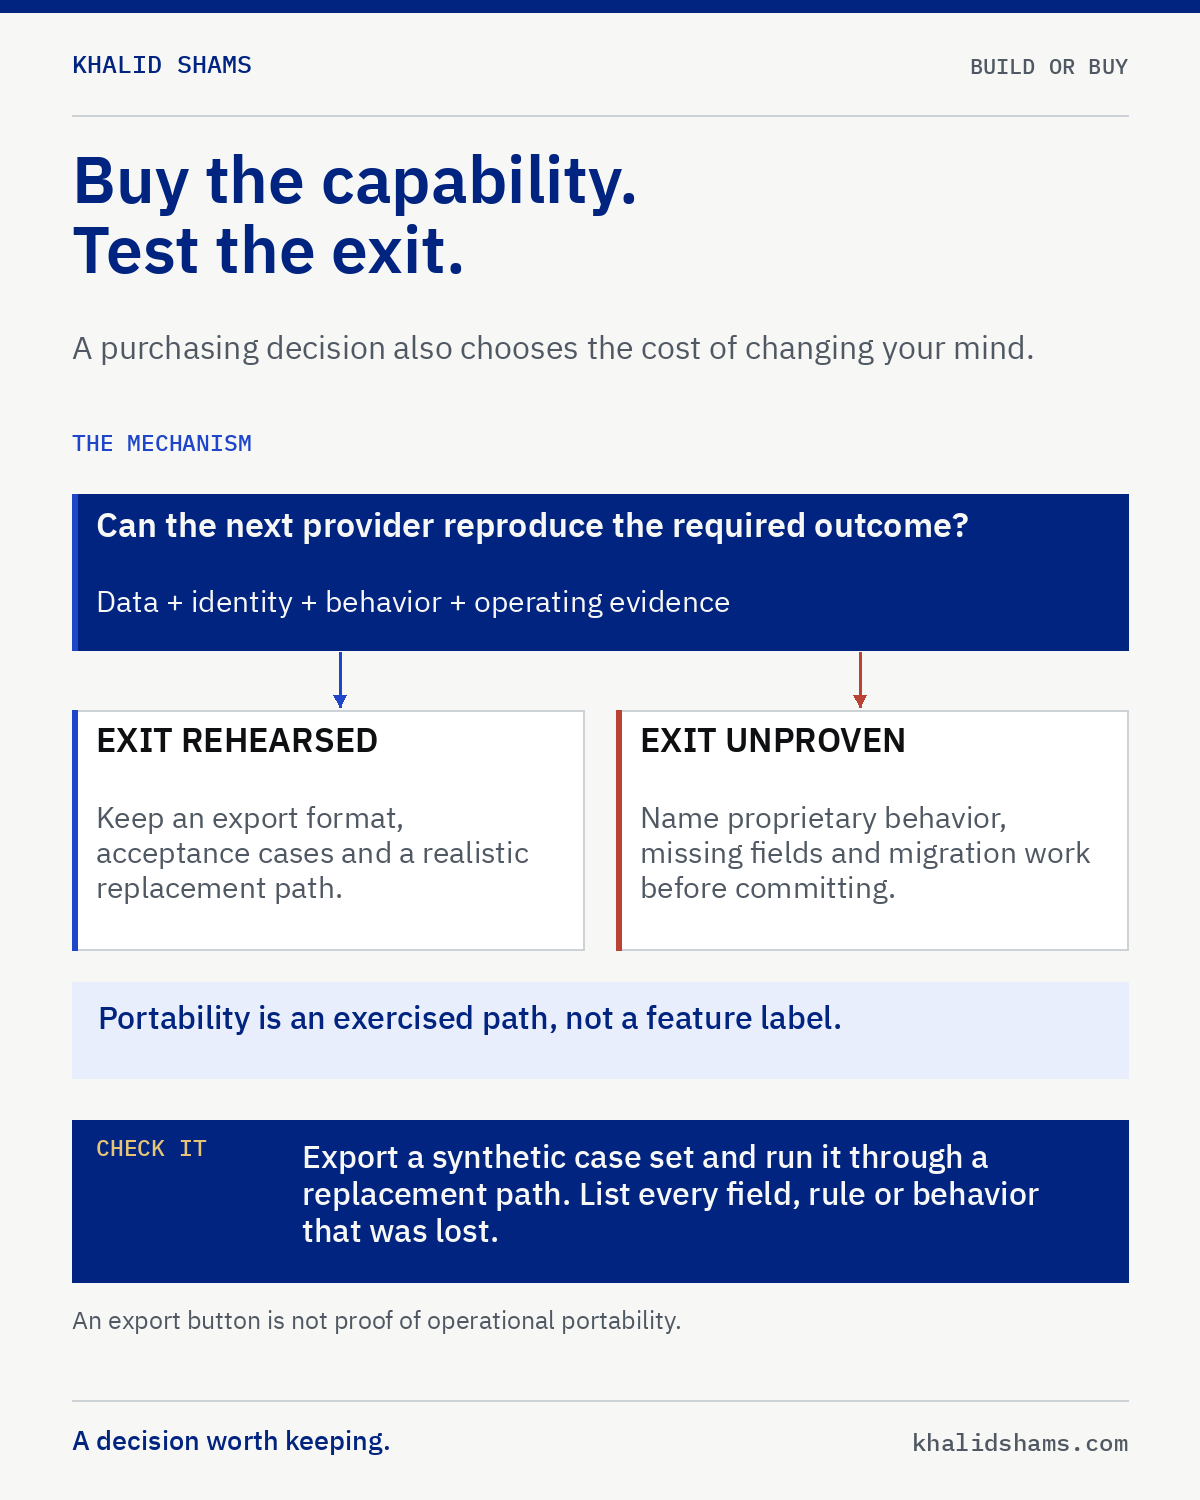 KHALID SHAMS
BUILD OR BUY
Buy the capability.
Test the exit.
A purchasing decision also chooses the cost of changing your mind.
THE MECHANISM
Can the next provider reproduce the required outcome?
Data + identity + behavior + operating evidence
EXIT REHEARSED
Keep an export format,
acceptance cases and a realistic
replacement path.
EXIT UNPROVEN
Name proprietary behavior,
missing fields and migration work
before committing.
Portability is an exercised path, not a feature label.
CHECK IT
Export a synthetic case set and run it through a
replacement path. List every field, rule or behavior
that was lost.
An export button is not proof of operational portability.
A decision worth keeping.
khalidshams.com